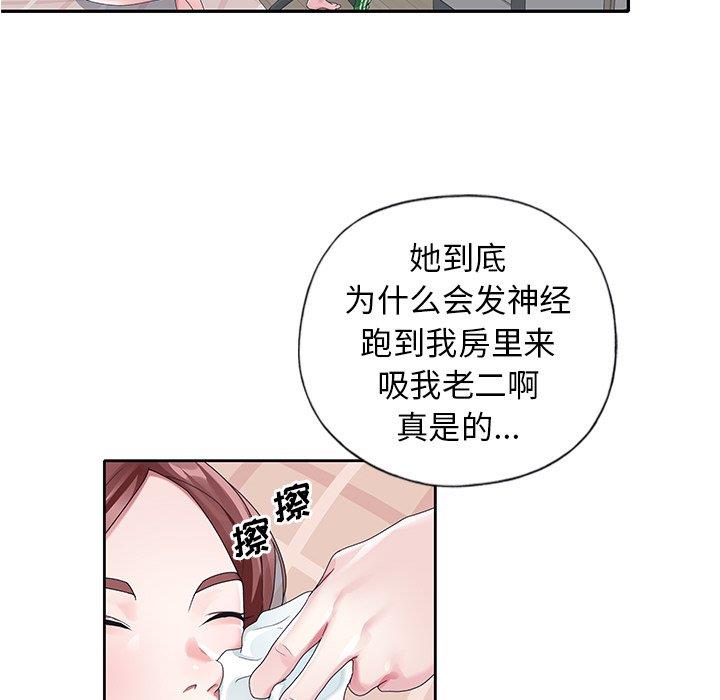 她到底
为什么会发神经
跑到我房里来
吸我老二啊
真是的...
擦
擦